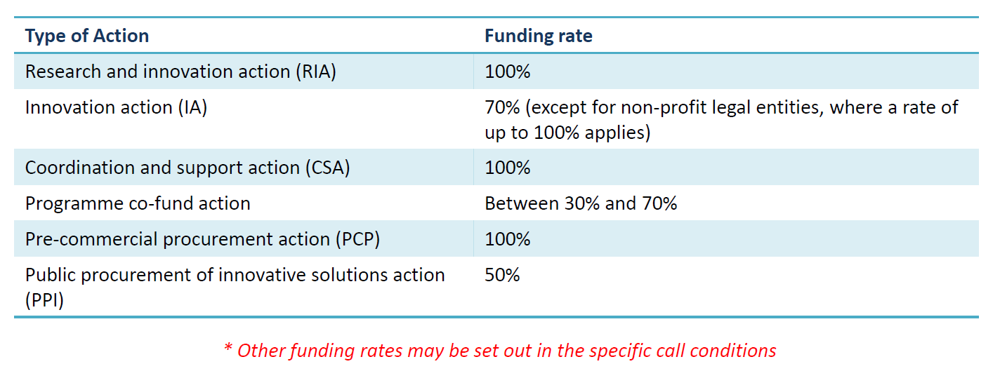 Type of Action Funding rate
Research and innovation action (RIA) 100%
Innovation action (IA) 70% (except for non-profit legal entities, where a rate of
up to 100% applies)
Coordination and support action (CSA) 100%
Programme co-fund action Between 30% and 70%
Pre-commercial procurement action (PCP) 100%
Public procurement of innovative solutions action 50%
(PPI)
* Other funding rates may be set out in the specific call conditions